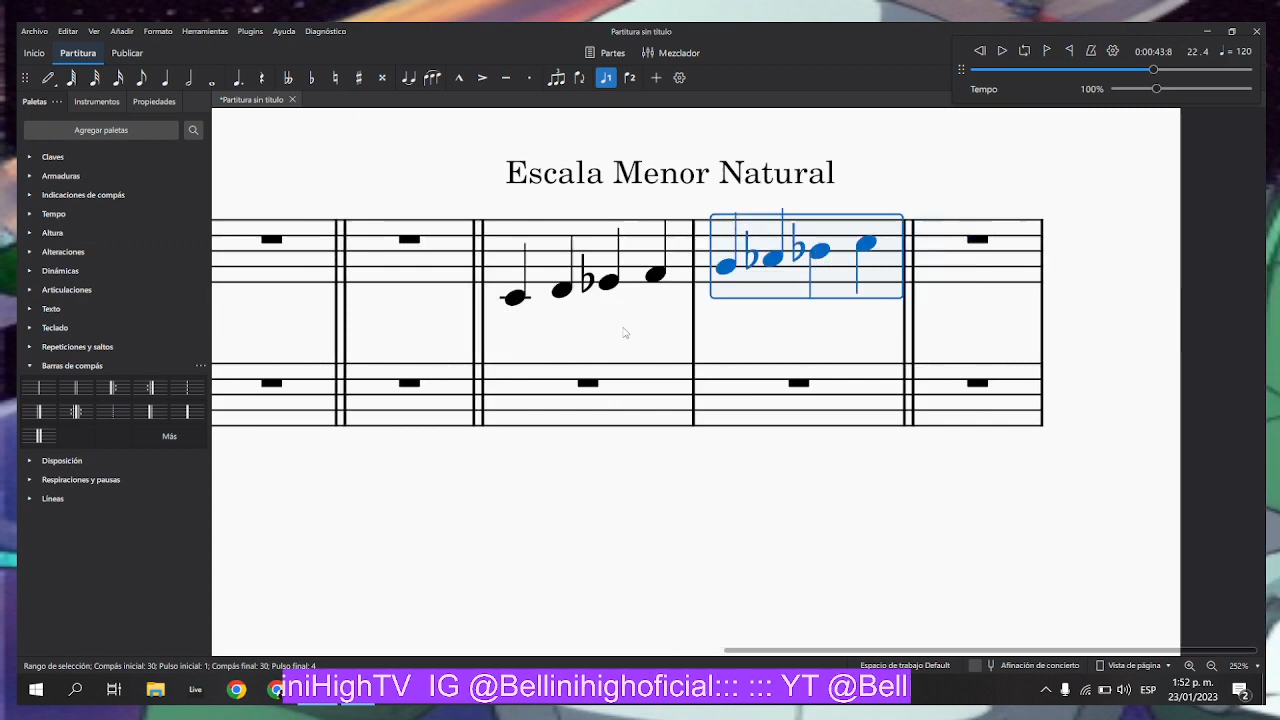 Archivo Editar Ver Añadir Formato Herramientas Plugins Ayuda Diagnóstico
Partitura sin título
Inicio Partitura Publicar
Partes Mezclador
0:00:43:8 22 . 4 = 120
Tempo 100%
1 2
Paletas Instrumentos Propiedades
*Partitura sin título
Agregar paletas
Claves
Armaduras
Indicaciones de compás
Tempo
Altura
Alteraciones
Dinámicas
Articulaciones
Texto
Teclado
Repeticiones y saltos
Barras de compás
Más
Disposición
Respiraciones y pausas
Líneas
Escala Menor Natural
Rango de selección; Compás inicial: 30; Pulso inicial: 1; Compás final: 30; Pulso final: 4
Espacio de trabajo Default Afinación de concierto Vista de página 252%
Live
iniHighTV IG @Bellinihighoficial::: ::: YT @Bell
ESP
1:52 p. m.
23/01/2023
2